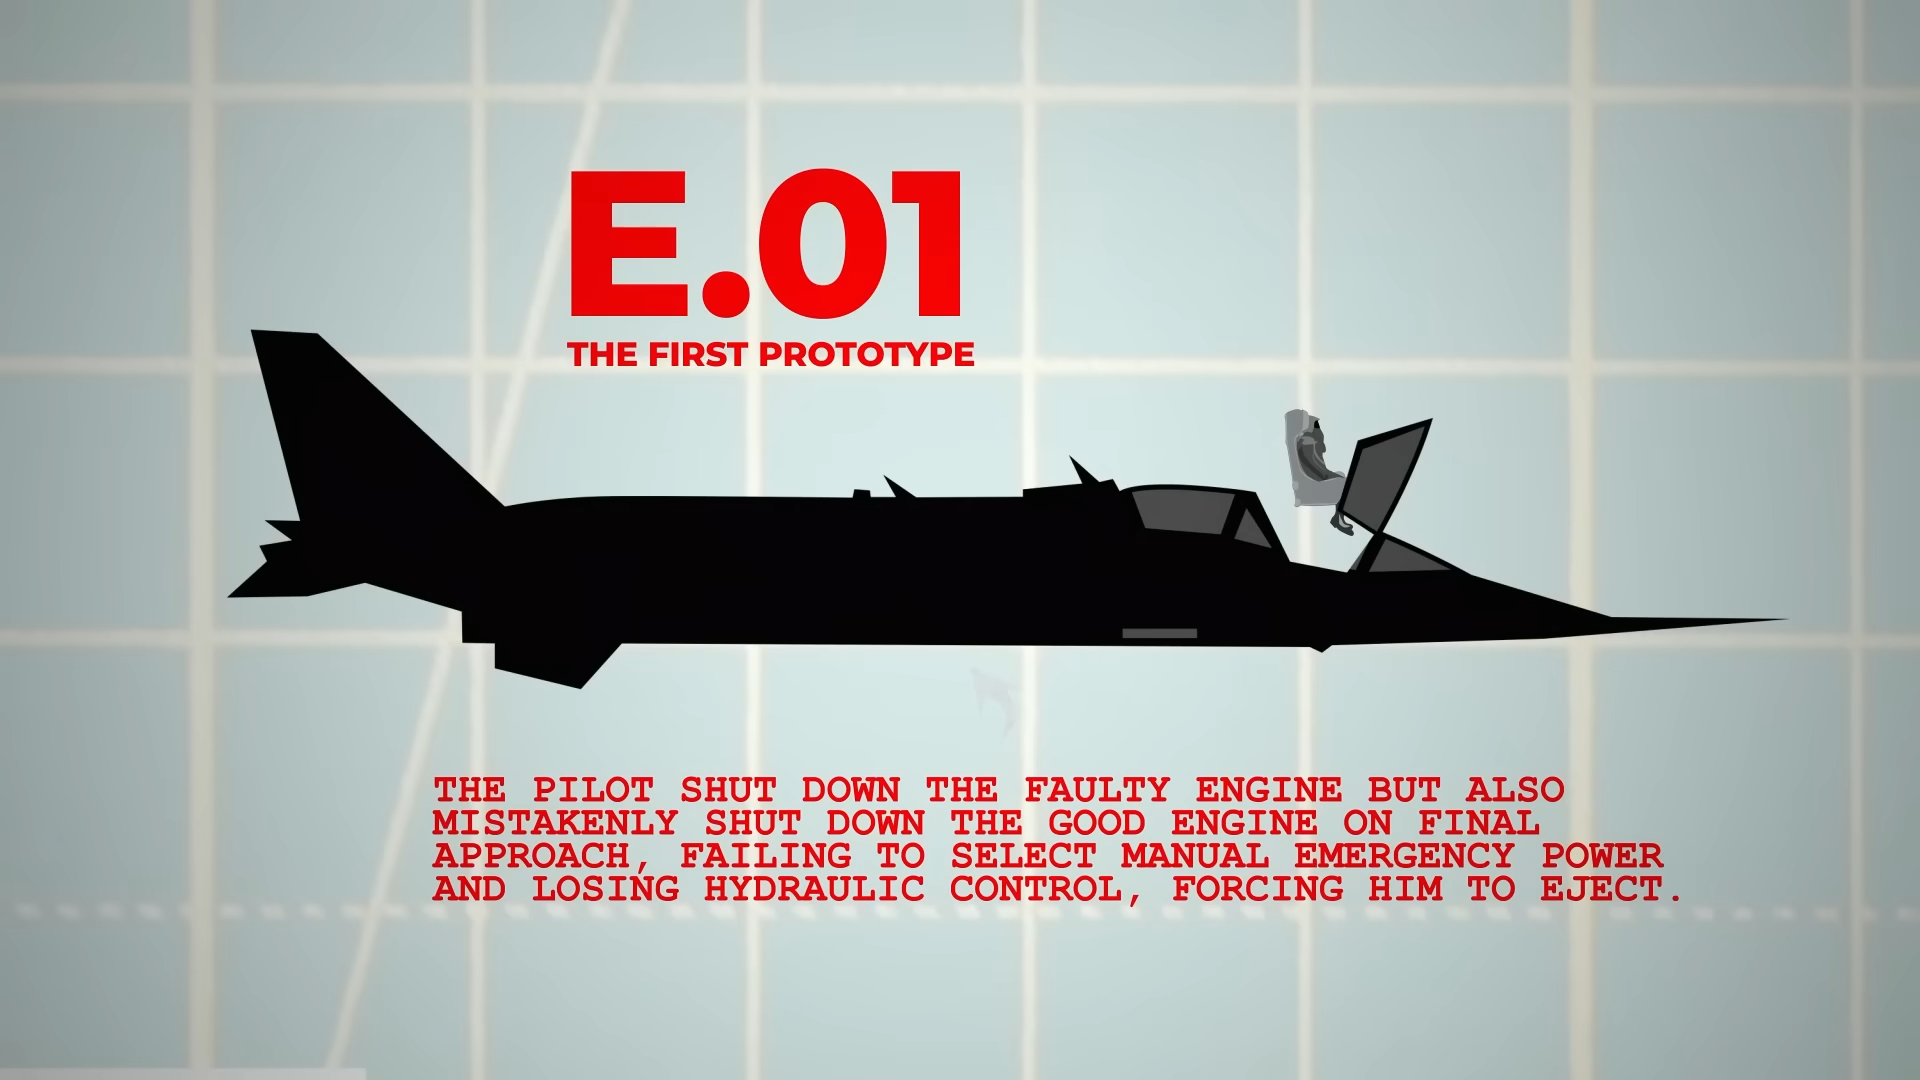 E.01
THE FIRST PROTOTYPE
THE PILOT SHUT DOWN THE FAULTY ENGINE BUT ALSO
MISTAKENLY SHUT DOWN THE GOOD ENGINE ON FINAL
APPROACH, FAILING TO SELECT MANUAL EMERGENCY POWER
AND LOSING HYDRAULIC CONTROL, FORCING HIM TO EJECT.